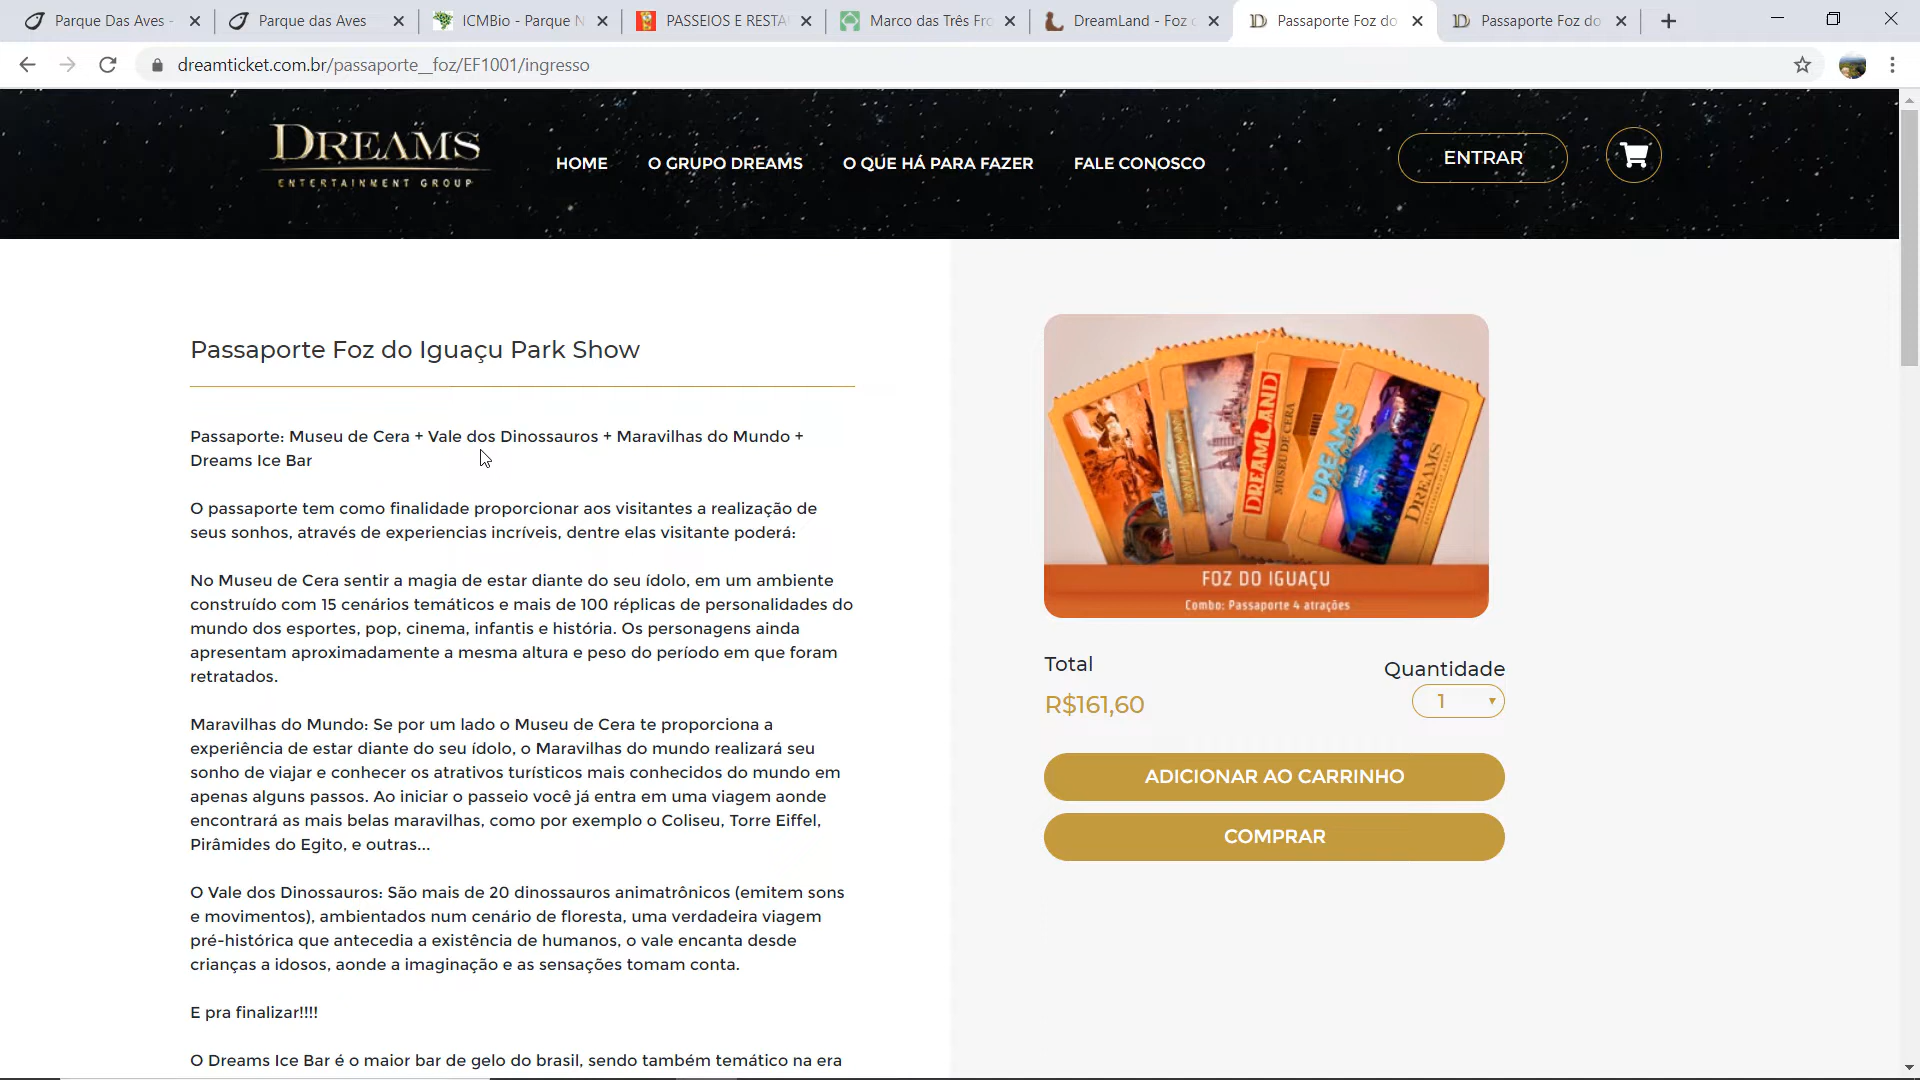 Parque Das Aves -
Parque das Aves
ICMBio - Parque N
PASSEIOS E RESTA
Marco das Três Fro
DreamLand - Foz
Passaporte Foz do
Passaporte Foz do
dreamticket.com.br/passaporte__foz/EF1001/ingresso
DREAMS
ENTERTAINMENT GROUP
HOME
O GRUPO DREAMS
O QUE HÁ PARA FAZER
FALE CONOSCO
ENTRAR
Passaporte Foz do Iguaçu Park Show
Passaporte: Museu de Cera + Vale dos Dinossauros + Maravilhas do Mundo +
Dreams Ice Bar
O passaporte tem como finalidade proporcionar aos visitantes a realização de
seus sonhos, através de experiencias incríveis, dentre elas visitante poderá:
No Museu de Cera sentir a magia de estar diante do seu ídolo, em um ambiente
construído com 15 cenários temáticos e mais de 100 réplicas de personalidades do
mundo dos esportes, pop, cinema, infantis e história. Os personagens ainda
apresentam aproximadamente a mesma altura e peso do período em que foram
retratados.
Maravilhas do Mundo: Se por um lado o Museu de Cera te proporciona a
experiência de estar diante do seu ídolo, o Maravilhas do mundo realizará seu
sonho de viajar e conhecer os atrativos turísticos mais conhecidos do mundo em
apenas alguns passos. Ao iniciar o passeio você já entra em uma viagem aonde
encontrará as mais belas maravilhas, como por exemplo o Coliseu, Torre Eiffel,
Pirâmides do Egito, e outras...
O Vale dos Dinossauros: São mais de 20 dinossauros animatrônicos (emitem sons
e movimentos), ambientados num cenário de floresta, uma verdadeira viagem
pré-histórica que antecedia a existência de humanos, o vale encanta desde
crianças a idosos, aonde a imaginação e as sensações tomam conta.
E pra finalizar!!!!
O Dreams Ice Bar é o maior bar de gelo do brasil, sendo também temático na era
DREAMLAND
MUSEU DE CERA
DREAMS
DREAMS
FOZ DO IGUAÇU
Combo: Passaporte 4 atrações
Total
Quantidade
R$161,60
1
ADICIONAR AO CARRINHO
COMPRAR